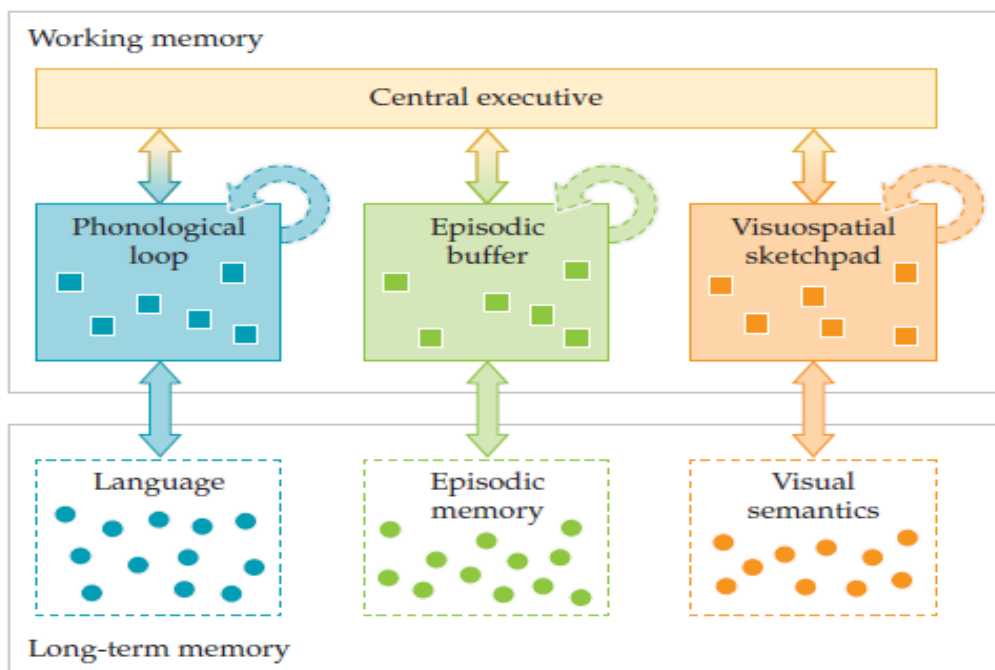 Working memory
Central executive
Phonological
loop
Episodic
buffer
Visuospatial
sketchpad
Language
Episodic
memory
Visual
semantics
Long-term memory